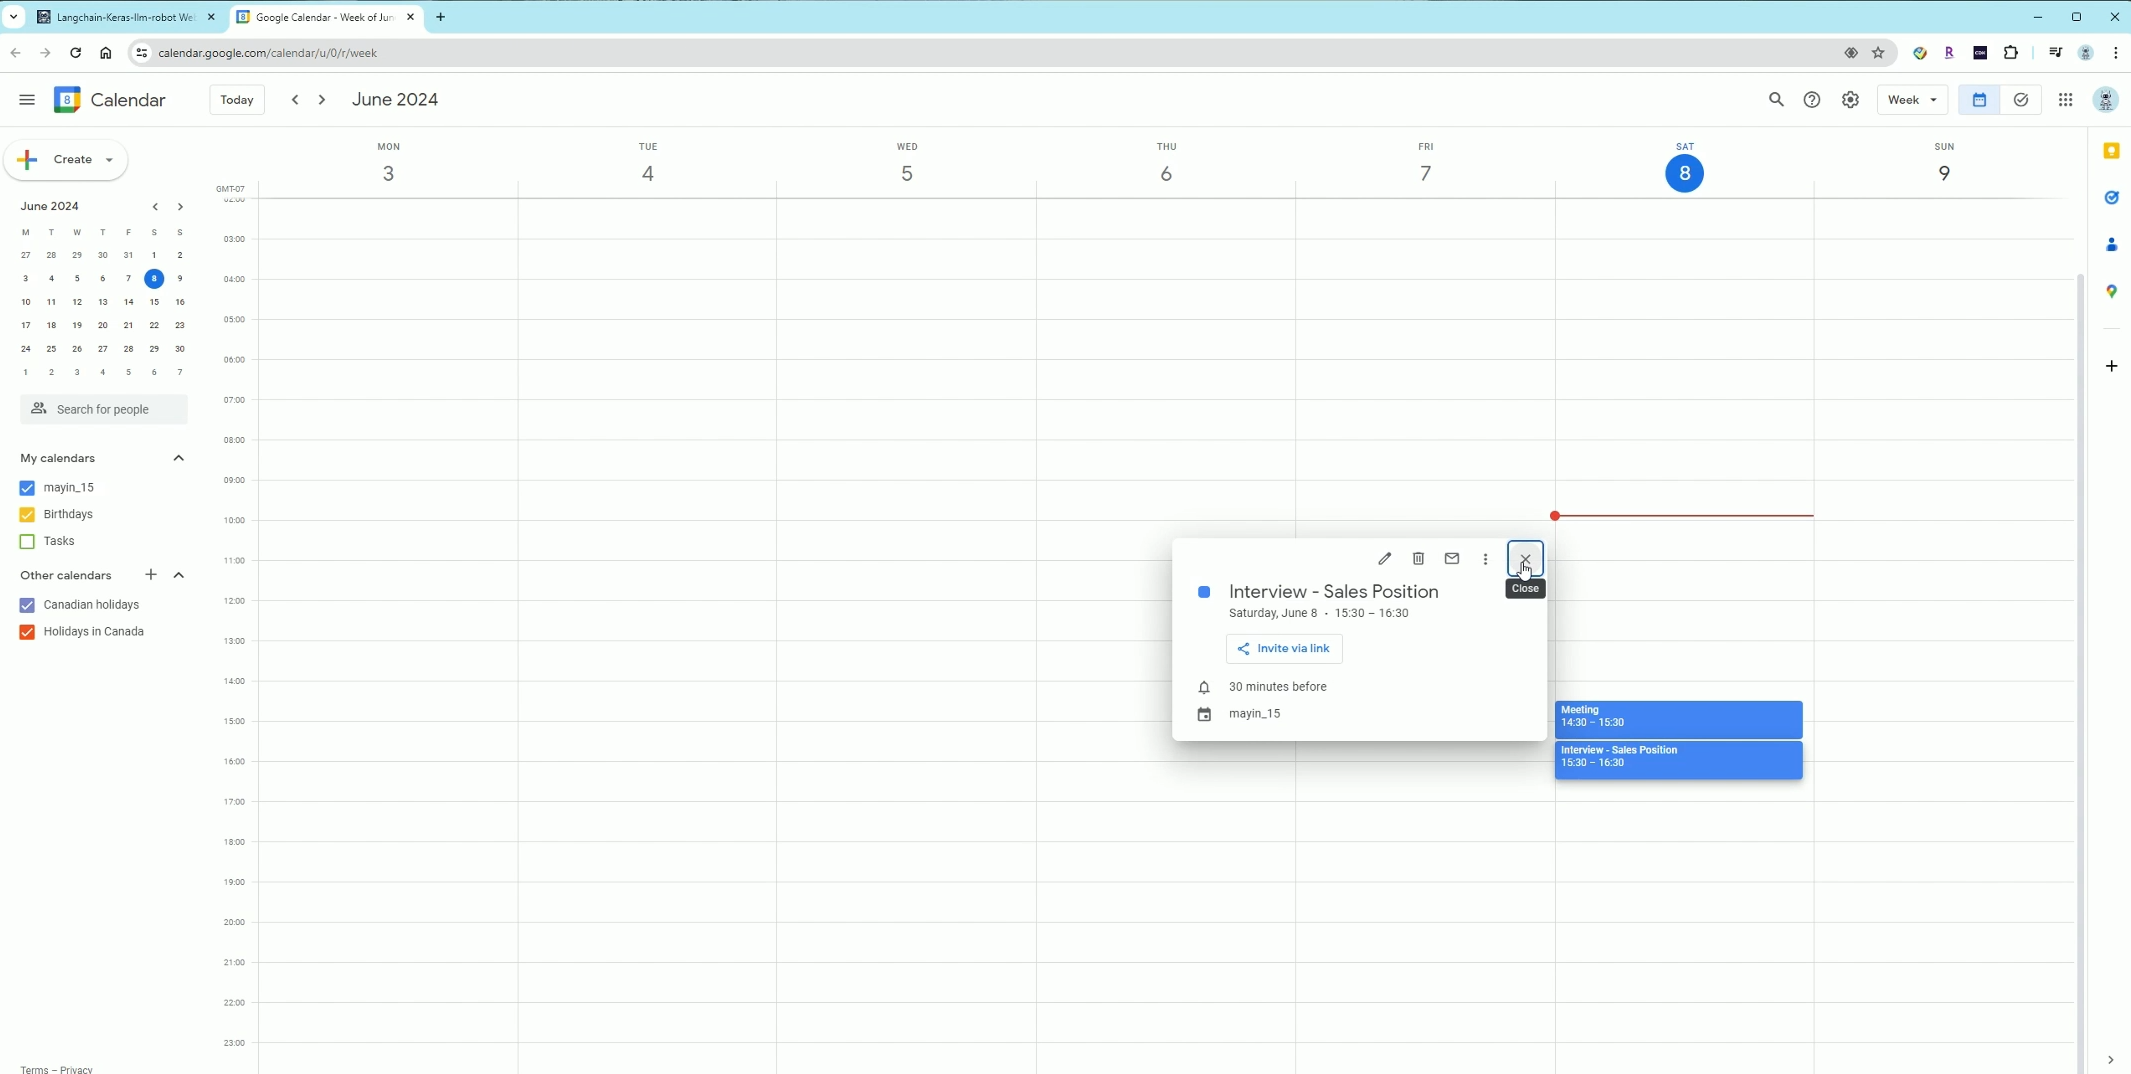 Langchain-Keras-llm-robot We
Google Calendar - Week of Jun
calendar.google.com/calendar/u/0/r/week
Calendar
Today
June 2024
Week
Create
MON
3
TUE
4
WED
5
THU
6
FRI
7
SAT
8
SUN
9
GMT-07
June 2024
M T W T F S S
27 28 29 30 31 1 2
3 4 5 6 7 8 9
10 11 12 13 14 15 16
17 18 19 20 21 22 23
24 25 26 27 28 29 30
1 2 3 4 5 6 7
Search for people
My calendars
mayin_15
Birthdays
Tasks
Other calendars
Canadian holidays
Holidays in Canada
Terms – Privacy
02:00
03:00
04:00
05:00
06:00
07:00
08:00
09:00
10:00
11:00
12:00
13:00
14:00
15:00
16:00
17:00
18:00
19:00
20:00
21:00
22:00
23:00
Close
Interview - Sales Position
Saturday, June 8 · 15:30 – 16:30
Invite via link
30 minutes before
mayin_15
Meeting
14:30 – 15:30
Interview - Sales Position
15:30 – 16:30